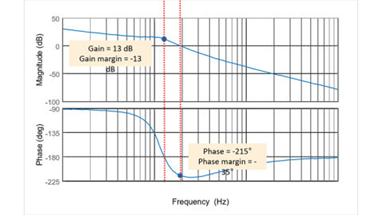 50
0
-50
-100
Magnitude (dB)
Gain = 13 dB
Gain margin = -13
dB
-90
-135
-180
-225
Phase (deg)
Phase = -215°
Phase margin = -
35°
Frequency (Hz)